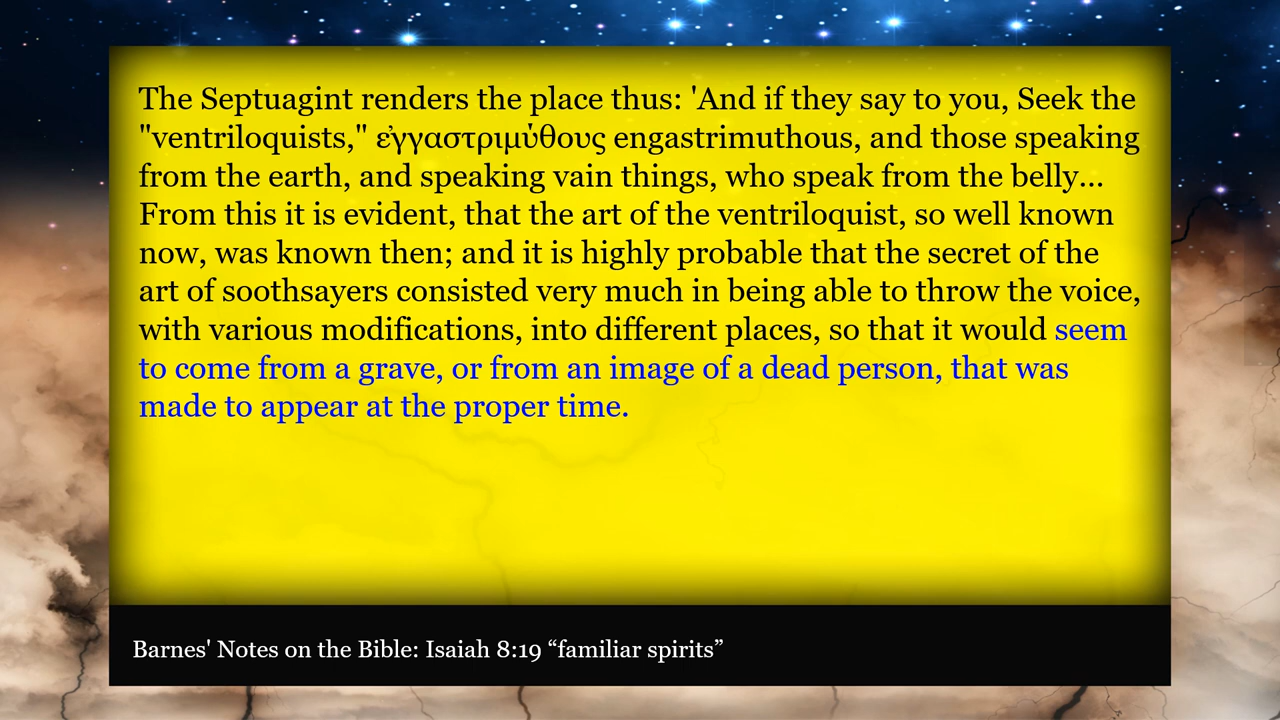 The Septuagint renders the place thus: 'And if they say to you, Seek the
"ventriloquists," ἐγγαστριμύθους engastrimuthous, and those speaking
from the earth, and speaking vain things, who speak from the belly...
From this it is evident, that the art of the ventriloquist, so well known
now, was known then; and it is highly probable that the secret of the
art of soothsayers consisted very much in being able to throw the voice,
with various modifications, into different places, so that it would seem
to come from a grave, or from an image of a dead person, that was
made to appear at the proper time.
Barnes' Notes on the Bible: Isaiah 8:19 “familiar spirits”